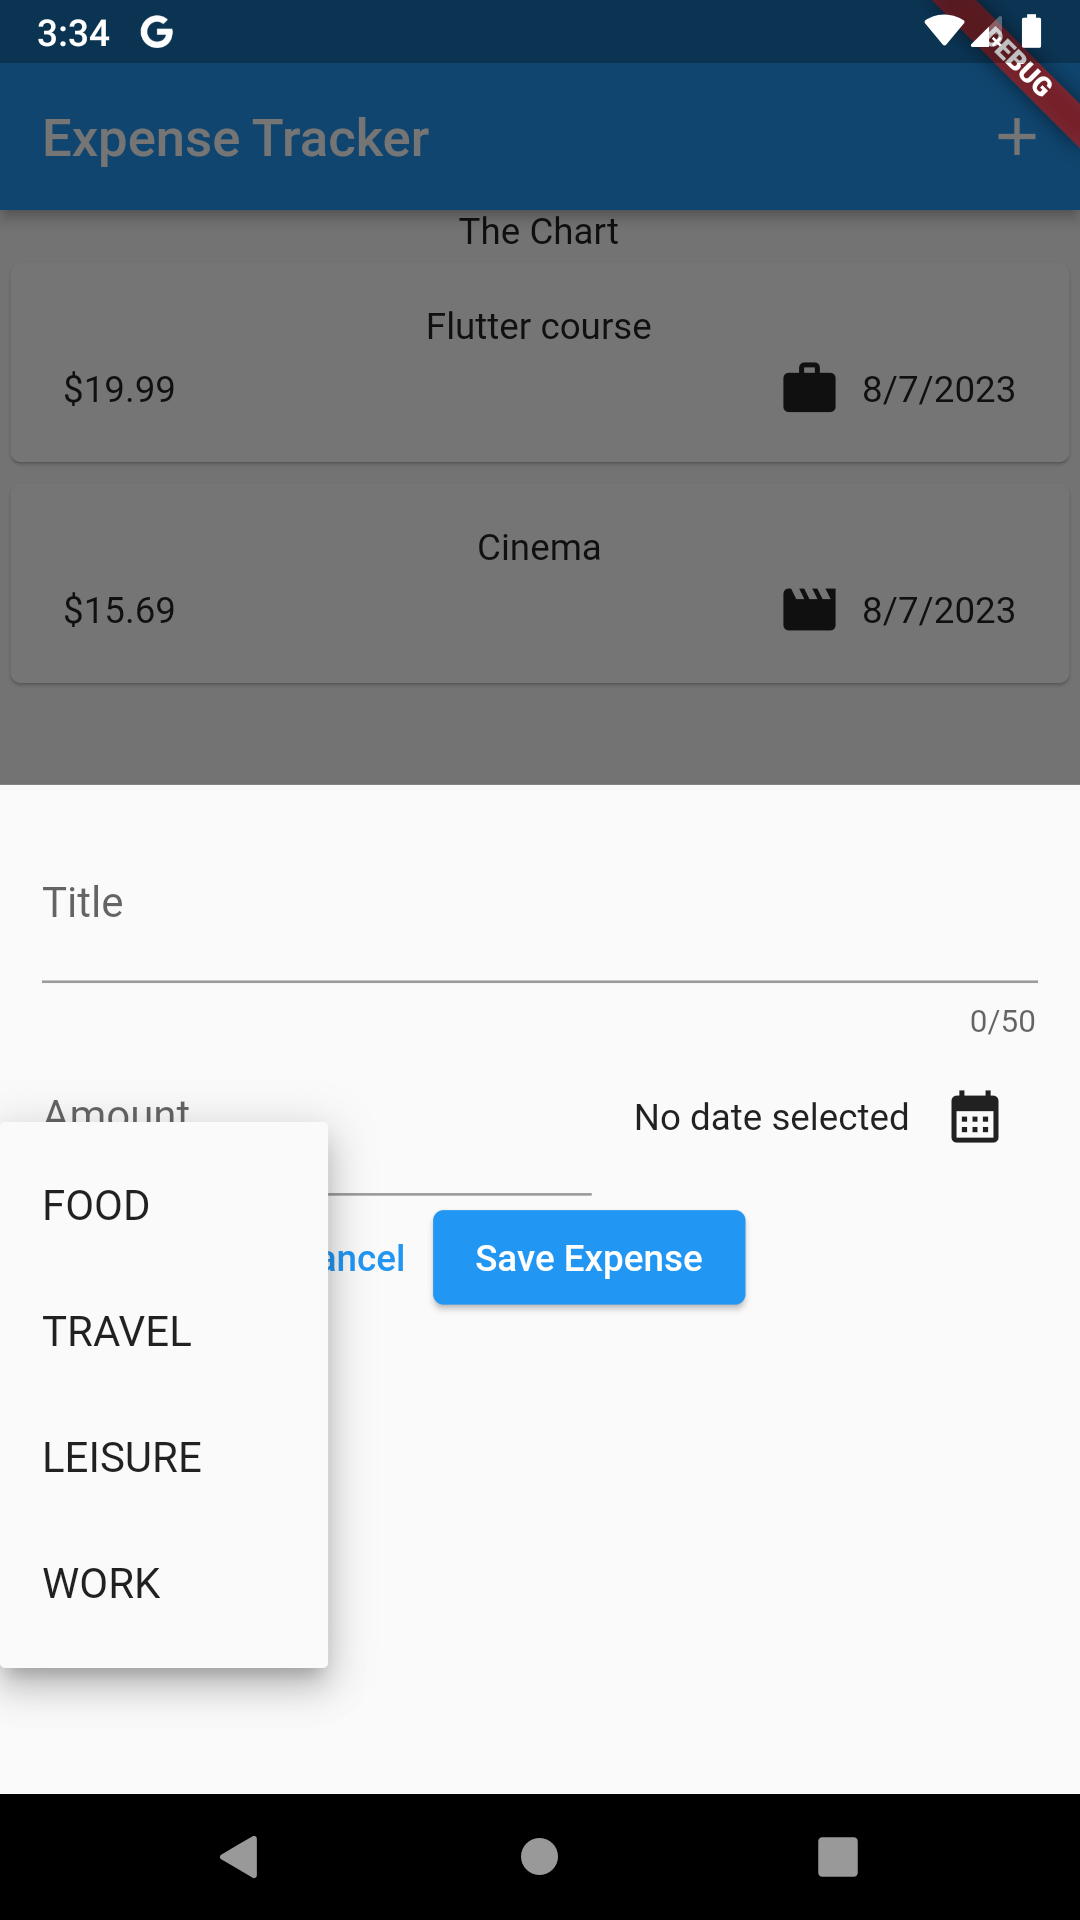 3:34
DEBUG
Expense Tracker
The Chart
Flutter course
$19.99 8/7/2023
Cinema
$15.69 8/7/2023
Title
0/50
Amount
No date selected
FOOD
ancel
Save Expense
TRAVEL
LEISURE
WORK